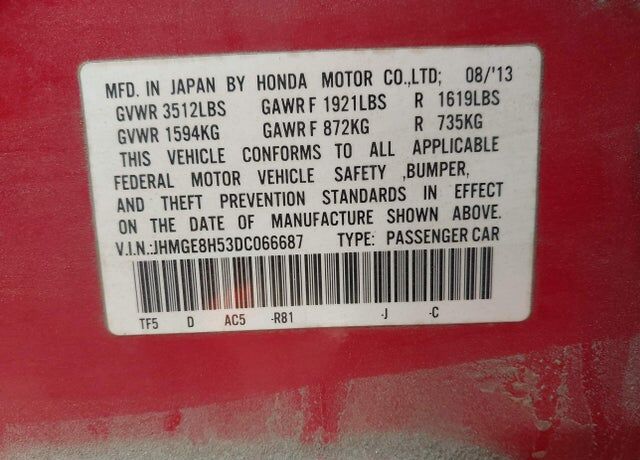 MFD. IN JAPAN BY HONDA MOTOR CO.,LTD; 08/'13
GVWR 3512LBS GAWR F 1921LBS R 1619LBS
GVWR 1594KG GAWR F 872KG R 735KG
THIS VEHICLE CONFORMS TO ALL APPLICABLE
FEDERAL MOTOR VEHICLE SAFETY ,BUMPER,
AND THEFT PREVENTION STANDARDS IN EFFECT
ON THE DATE OF MANUFACTURE SHOWN ABOVE.
V.I.N.:JHMGE8H53DC066687 TYPE: PASSENGER CAR
TF5 D AC5 -R81 -J -C